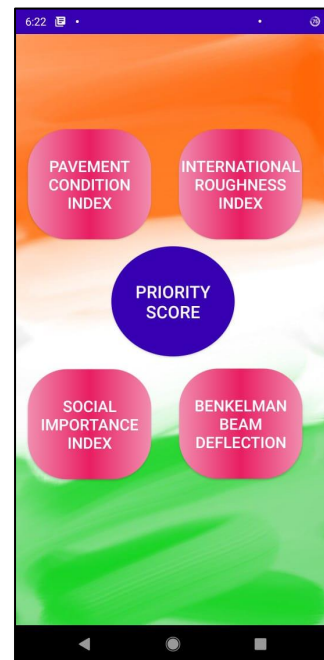 6:22
PAVEMENT
CONDITION
INDEX
INTERNATIONAL
ROUGHNESS
INDEX
PRIORITY
SCORE
SOCIAL
IMPORTANCE
INDEX
BENKELMAN
BEAM
DEFLECTION